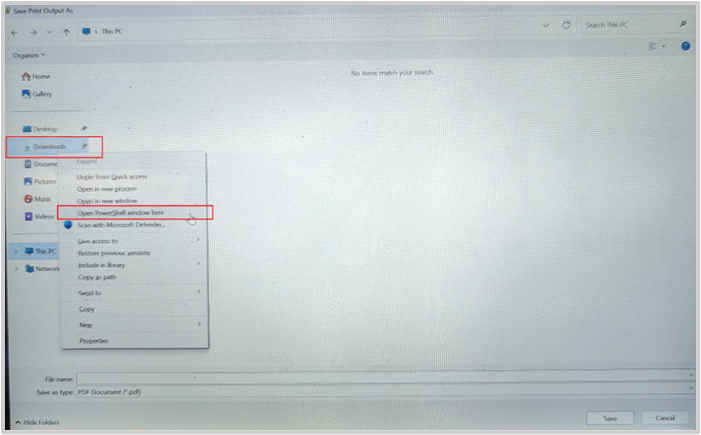 Save Print Output As
This PC
Search This PC
Organize
Home
Gallery
No items match your search.
Desktop
Downloads
Docume
Pictures
Music
Videos
This PC
Network
Expand
Unpin from Quick access
Open in new process
Open in new window
Open PowerShell window here
Scan with Microsoft Defender...
Give access to
Restore previous versions
Include in library
Copy as path
Send to
Copy
New
Properties
File name:
Save as type: PDF Document (*.pdf)
Hide Folders
Save
Cancel